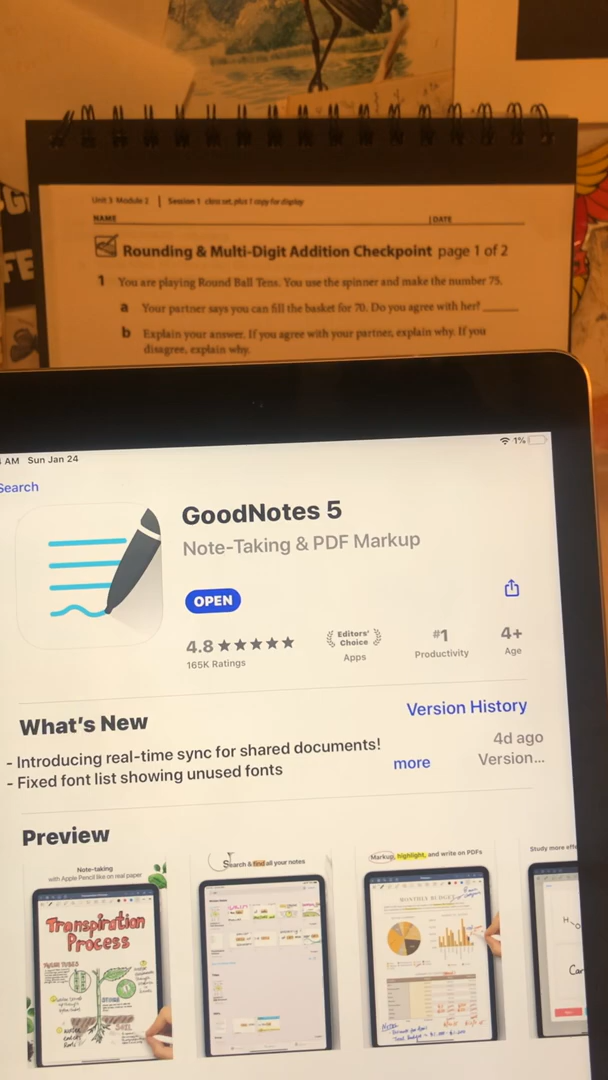 Unit 3 Module 2 | Session 1 class set, plus 1 copy for display
NAME | DATE
Rounding & Multi-Digit Addition Checkpoint page 1 of 2
1 You are playing Round Ball Tens. You use the spinner and make the number 75.
a Your partner says you can fill the basket for 70. Do you agree with her?
b Explain your answer. If you agree with your partner, explain why. If you
disagree, explain why.
AM Sun Jan 24
1%
Search
GoodNotes 5
Note-Taking & PDF Markup
OPEN
4.8 ★★★★★
165K Ratings
Editors'
Choice
Apps
#1
Productivity
4+
Age
What's New
Version History
- Introducing real-time sync for shared documents!
- Fixed font list showing unused fonts
more
4d ago
Version...
Preview
Note-taking
with Apple Pencil like on real paper
Transpiration
Process
Search & find all your notes
Markup, highlight, and write on PDFs
MONTHLY BUDGET
Study more effe
H
Car